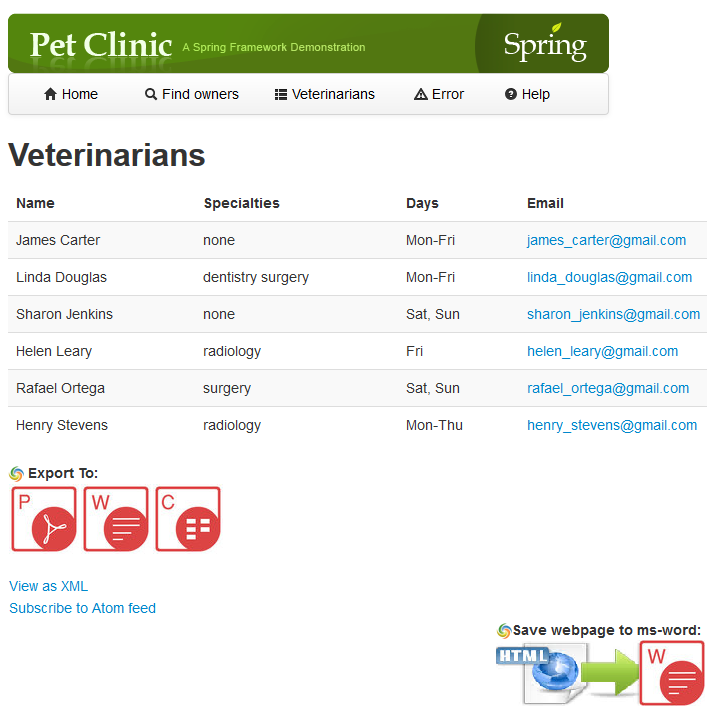 Pet Clinic A Spring Framework Demonstration Spring
Home Find owners Veterinarians Error Help
Veterinarians
Name Specialties Days Email
James Carter none Mon-Fri james_carter@gmail.com
Linda Douglas dentistry surgery Mon-Fri linda_douglas@gmail.com
Sharon Jenkins none Sat, Sun sharon_jenkins@gmail.com
Helen Leary radiology Fri helen_leary@gmail.com
Rafael Ortega surgery Sat, Sun rafael_ortega@gmail.com
Henry Stevens radiology Mon-Thu henry_stevens@gmail.com
Export To:
P W C
View as XML
Subscribe to Atom feed
Save webpage to ms-word:
HTML W